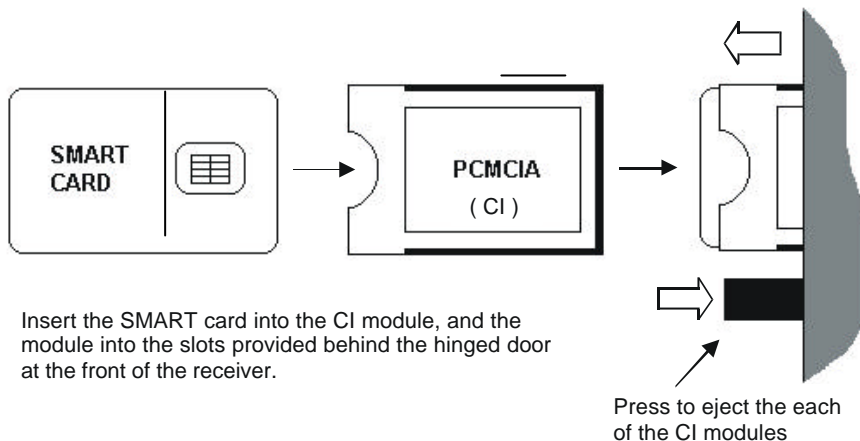 SMART
CARD
PCMCIA
( CI )
Insert the SMART card into the CI module, and the
module into the slots provided behind the hinged door
at the front of the receiver.
Press to eject the each
of the CI modules